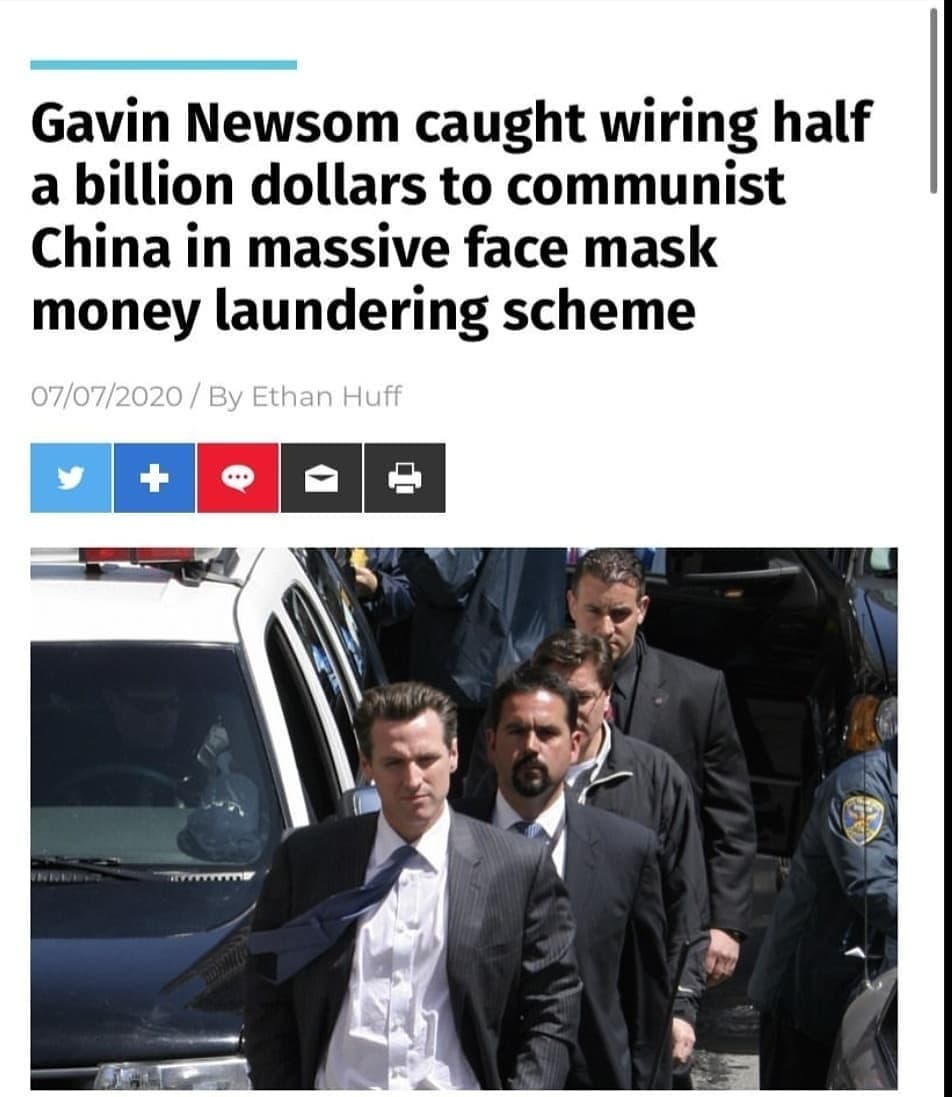 Gavin Newsom caught wiring half
a billion dollars to communist
China in massive face mask
money laundering scheme
07/07/2020 / By Ethan Huff